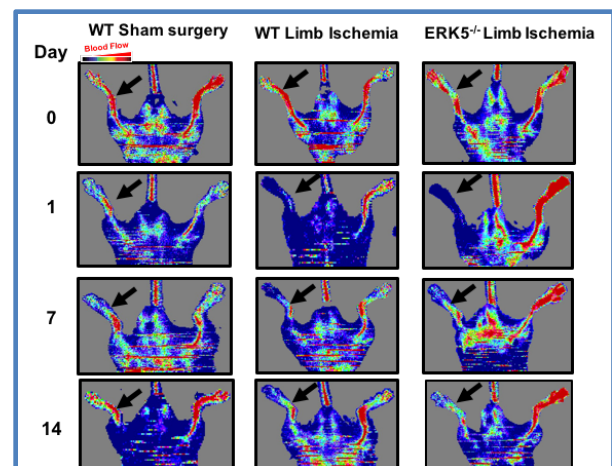 WT Sham surgery WT Limb Ischemia ERK5-/- Limb Ischemia
Day
Blood Flow
0
1
7
14